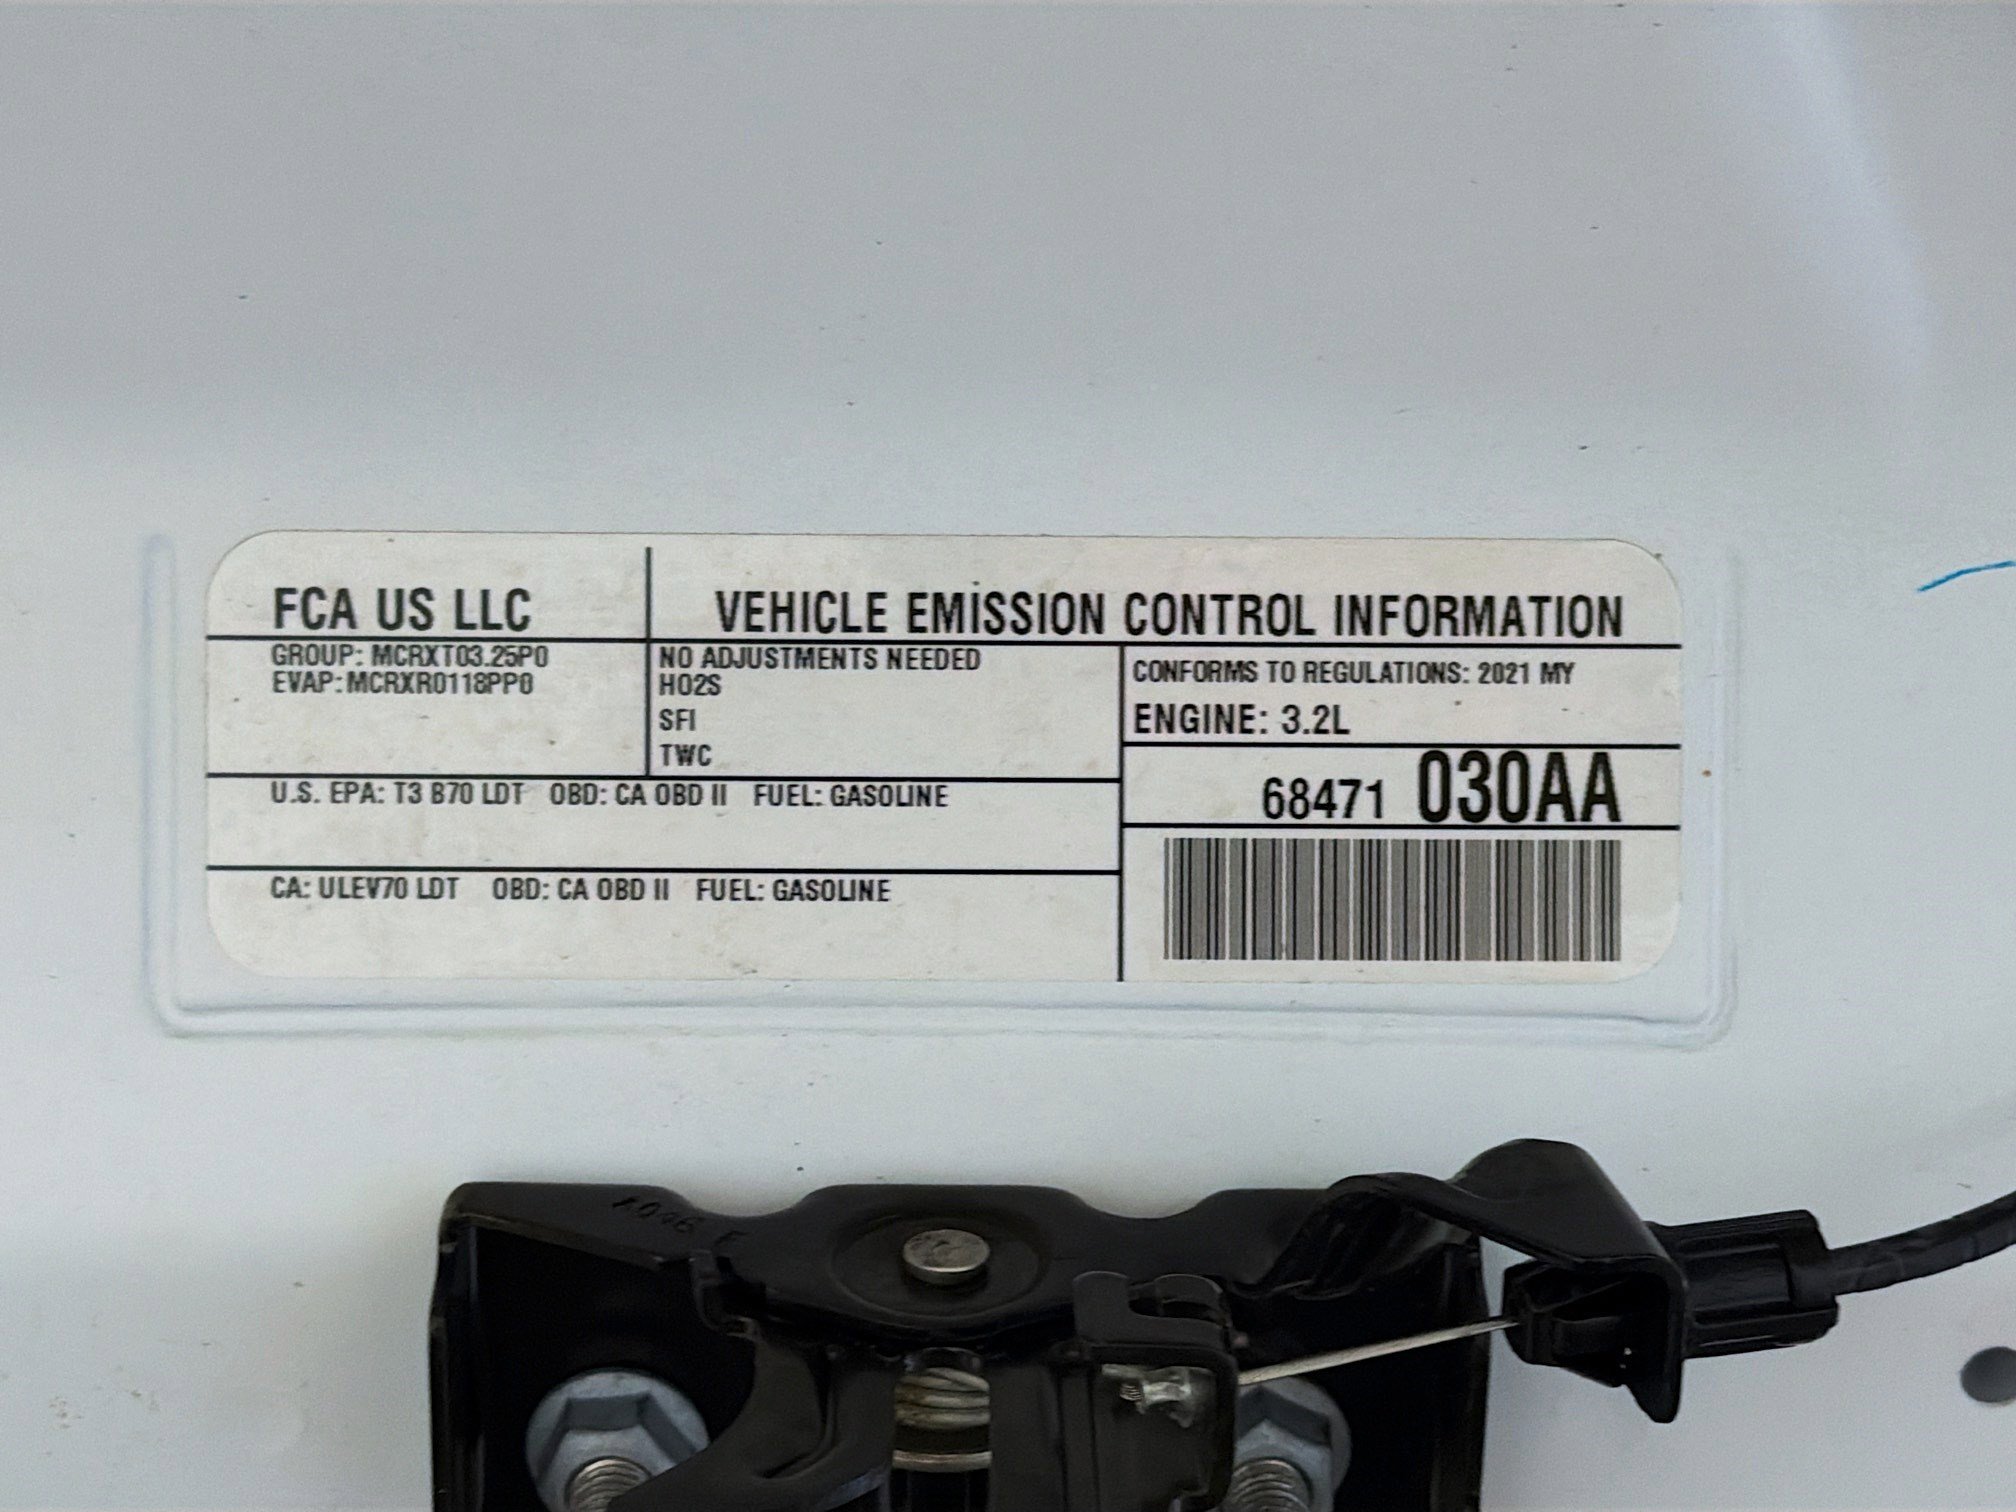 FCA US LLC
VEHICLE EMISSION CONTROL INFORMATION
GROUP: MCRXT03.25P0
EVAP: MCRXR0118PP0
NO ADJUSTMENTS NEEDED
HO2S
SFI
TWC
CONFORMS TO REGULATIONS: 2021 MY
ENGINE: 3.2L
68471 030AA
U.S. EPA: T3 B70 LDT OBD: CA OBD II FUEL: GASOLINE
CA: ULEV70 LDT OBD: CA OBD II FUEL: GASOLINE